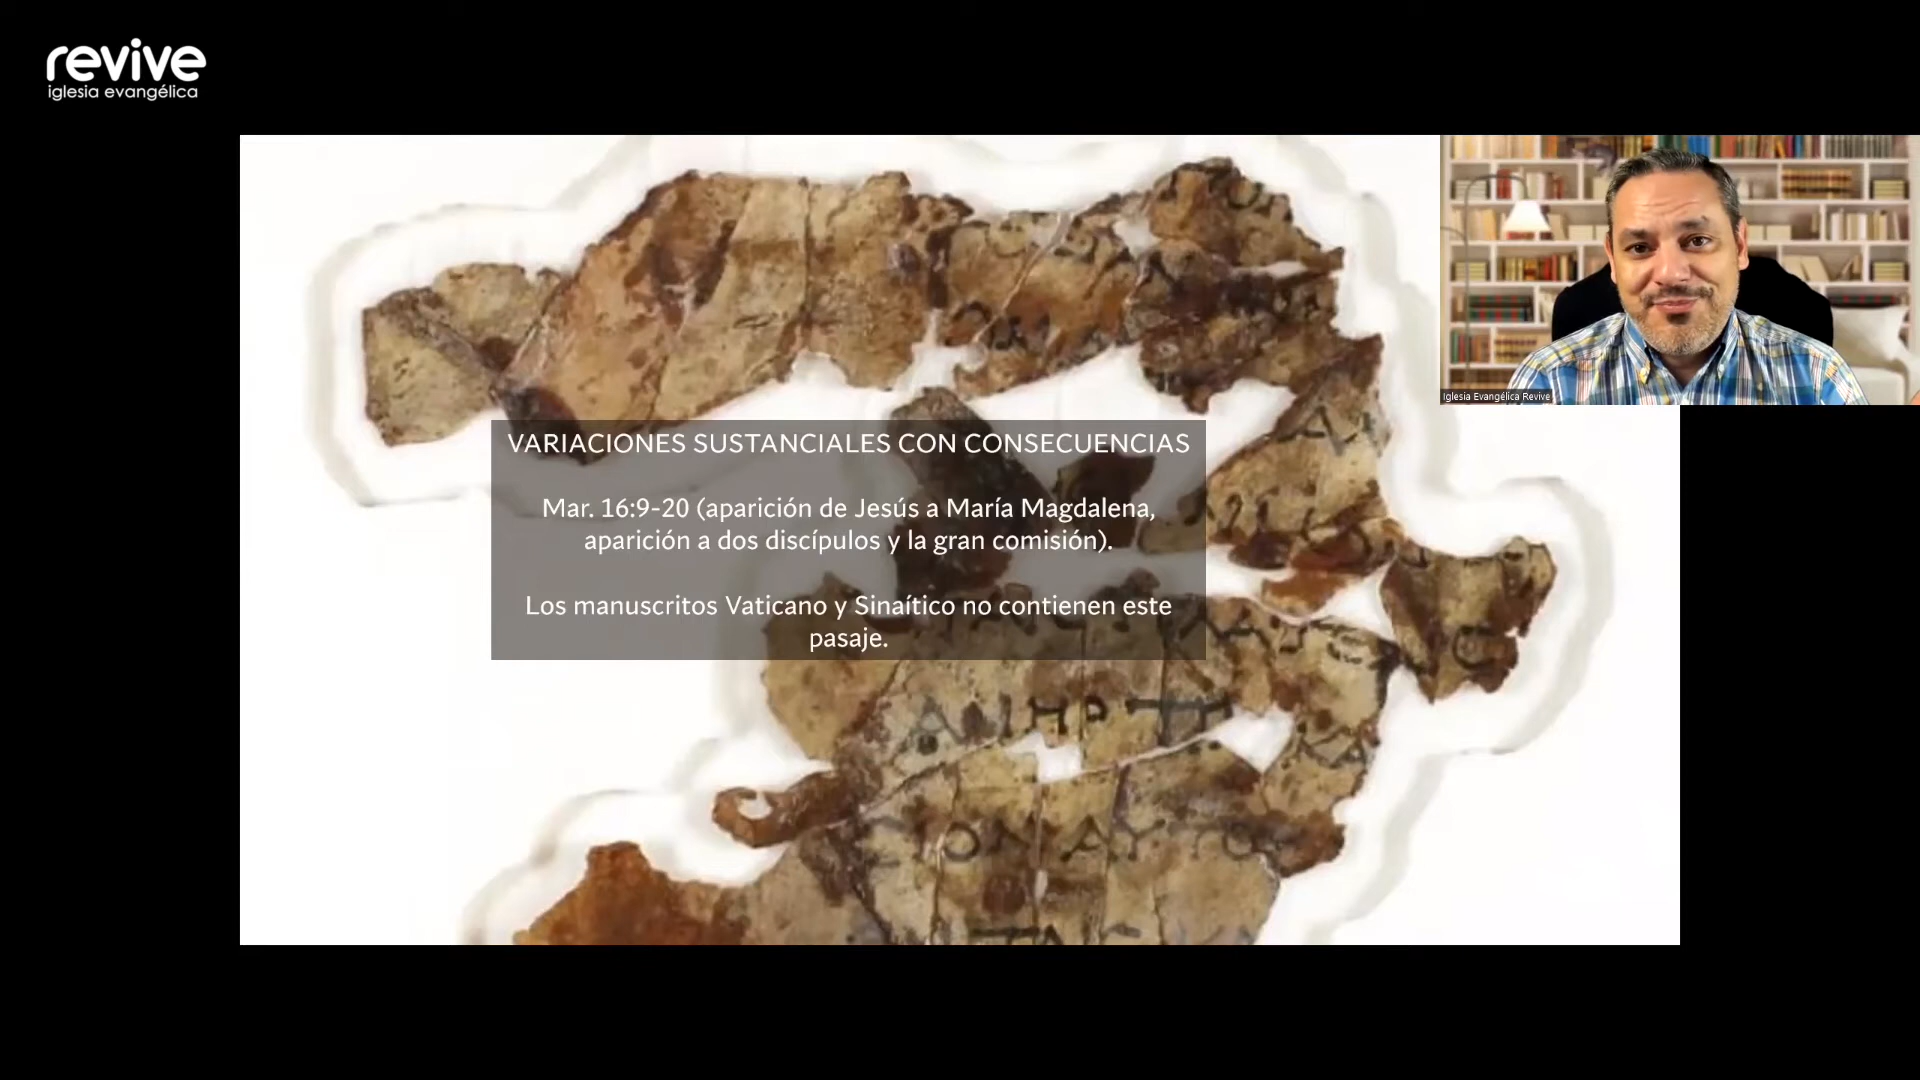 revive
iglesia evangélica
Iglesia Evangélica Revive
VARIACIONES SUSTANCIALES CON CONSECUENCIAS
Mar. 16:9-20 (aparición de Jesús a María Magdalena,
aparición a dos discípulos y la gran comisión).
Los manuscritos Vaticano y Sinaítico no contienen este
pasaje.